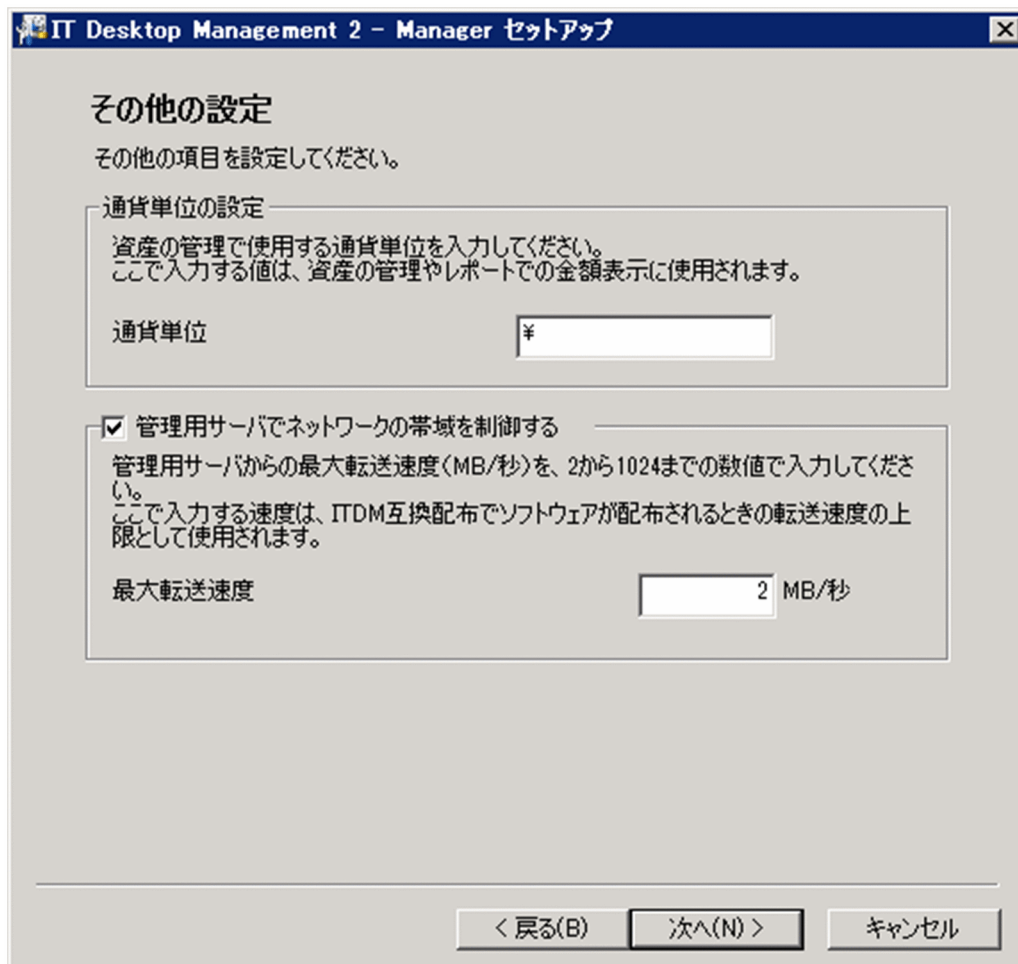 IT Desktop Management 2 - Manager セットアップ
その他の設定
その他の項目を設定してください。
通貨単位の設定
資産の管理で使用する通貨単位を入力してください。
ここで入力する値は、資産の管理やレポートでの金額表示に使用されます。
通貨単位 ¥
管理用サーバでネットワークの帯域を制御する
管理用サーバからの最大転送速度(MB/秒)を、2から1024までの数値で入力してくださ
い。
ここで入力する速度は、ITDM互換配布でソフトウェアが配布されるときの転送速度の上
限として使用されます。
最大転送速度 2 MB/秒
< 戻る(B) 次へ(N) > キャンセル